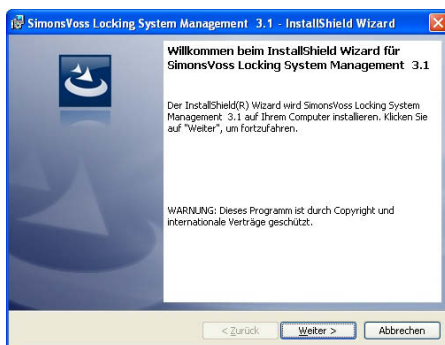 SimonsVoss Locking System Management  3.1 - InstallShield Wizard
Willkommen beim InstallShield Wizard für
SimonsVoss Locking System Management  3.1
Der InstallShield(R) Wizard wird SimonsVoss Locking System
Management  3.1 auf Ihrem Computer installieren. Klicken Sie
auf "Weiter", um fortzufahren.
WARNUNG: Dieses Programm ist durch Copyright und
internationale Verträge geschützt.
< Zurück   Weiter >   Abbrechen